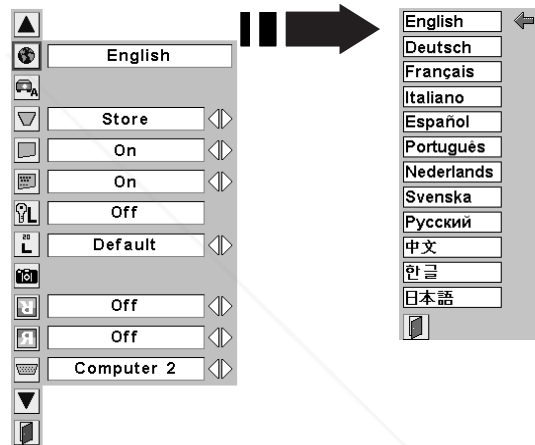 English
Store
On
On
L
Off
20
L
Default
Off
Off
Computer 2
English
Deutsch
Français
Italiano
Español
Português
Nederlands
Svenska
Русский
中文
한글
日本語